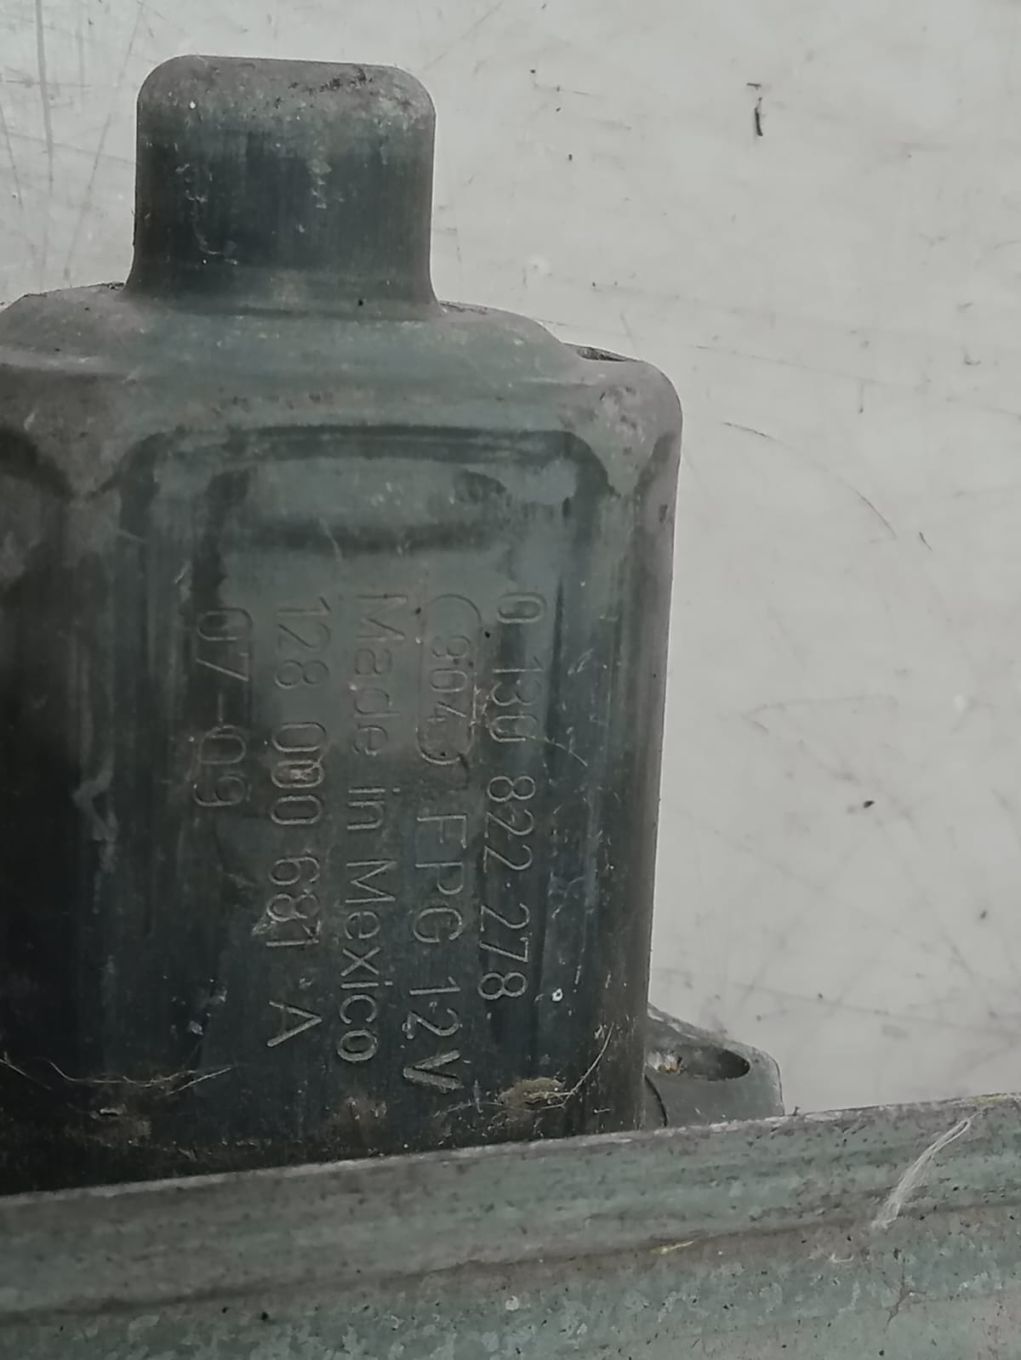 0 130 822 278
(9045) FPG 12V
Made in Mexico
128 000 681 A
07-09